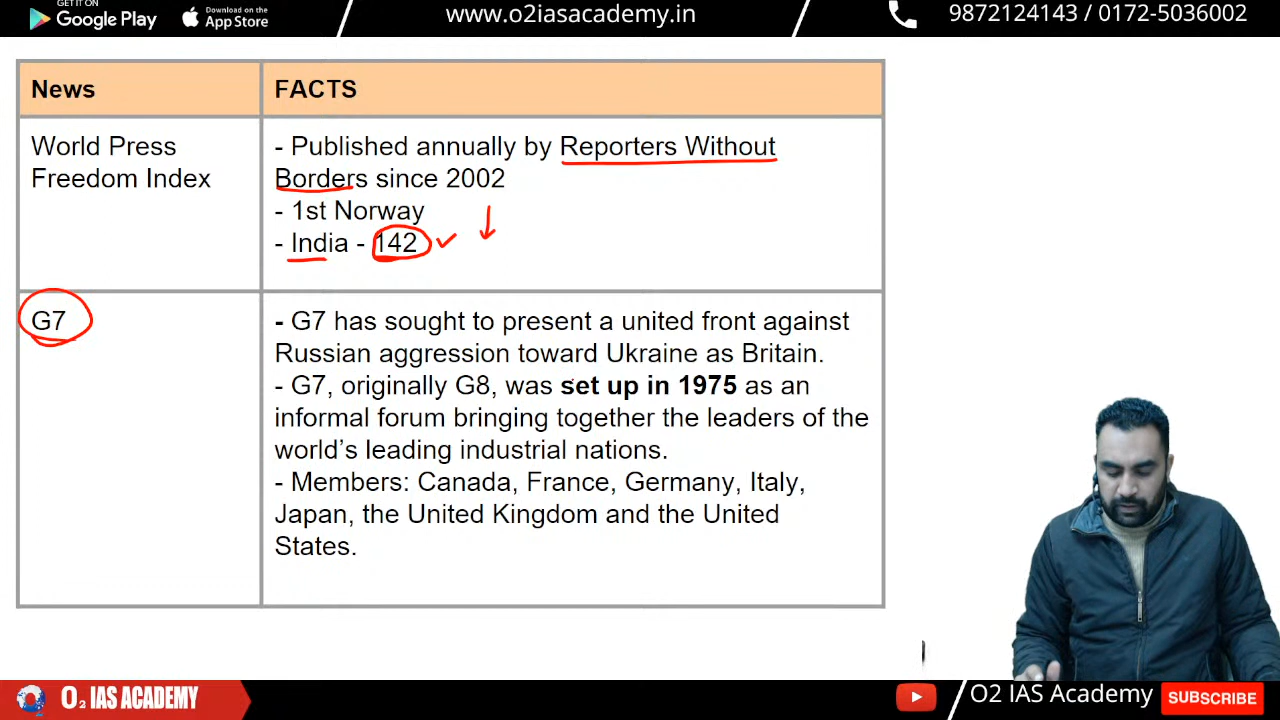 GET IT ON
Google Play
Download on the
App Store
www.o2iasacademy.in
9872124143 / 0172-5036002
News
FACTS
World Press
Freedom Index
- Published annually by Reporters Without
Borders since 2002
- 1st Norway
- India - 142
G7
- G7 has sought to present a united front against
Russian aggression toward Ukraine as Britain.
- G7, originally G8, was set up in 1975 as an
informal forum bringing together the leaders of the
world’s leading industrial nations.
- Members: Canada, France, Germany, Italy,
Japan, the United Kingdom and the United
States.
O2 IAS ACADEMY
O2 IAS Academy
SUBSCRIBE